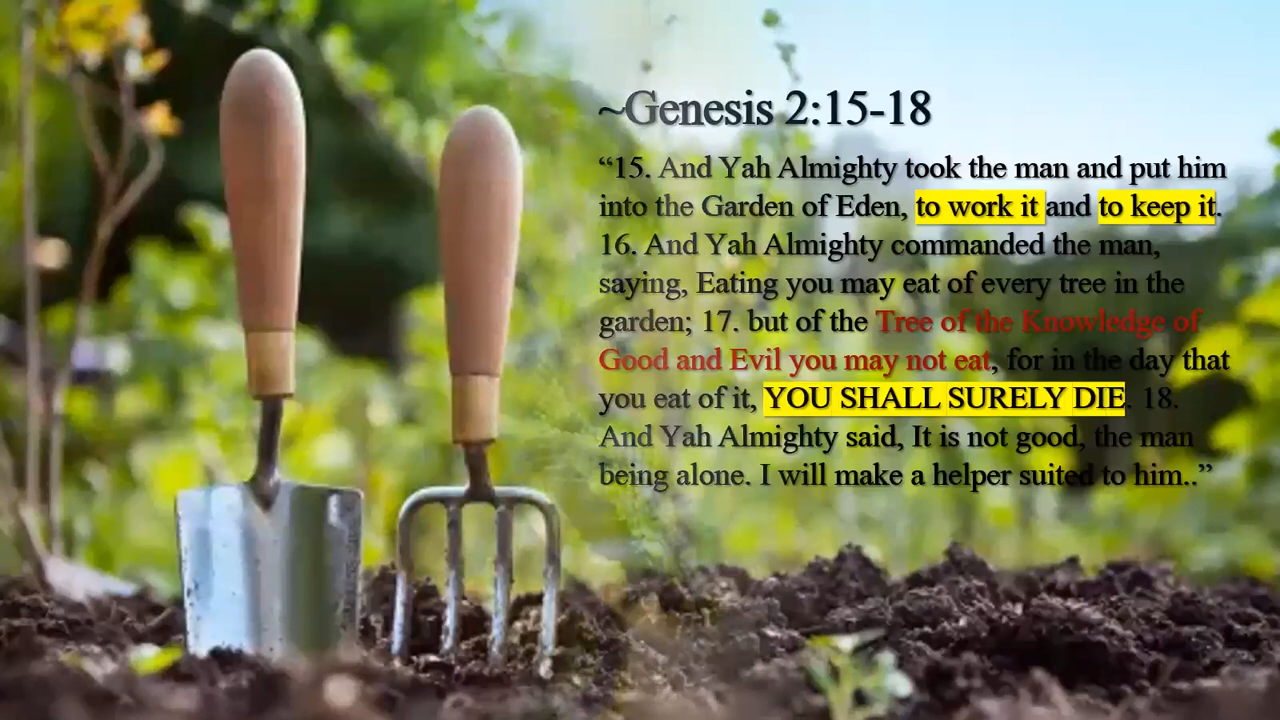 ~Genesis 2:15-18
“15. And Yah Almighty took the man and put him
into the Garden of Eden, to work it and to keep it.
16. And Yah Almighty commanded the man,
saying, Eating you may eat of every tree in the
garden; 17. but of the Tree of the Knowledge of
Good and Evil you may not eat, for in the day that
you eat of it, YOU SHALL SURELY DIE. 18.
And Yah Almighty said, It is not good, the man
being alone. I will make a helper suited to him..”